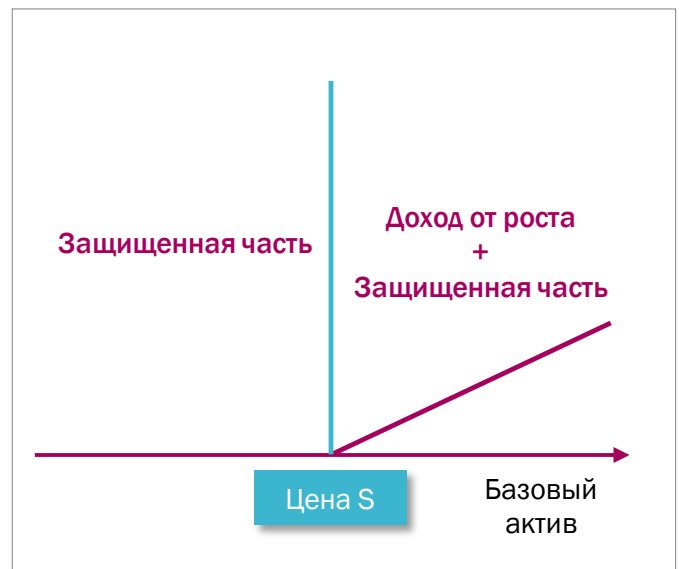 Защищенная часть
Доход от роста
+
Защищенная часть
Цена S
Базовый
актив